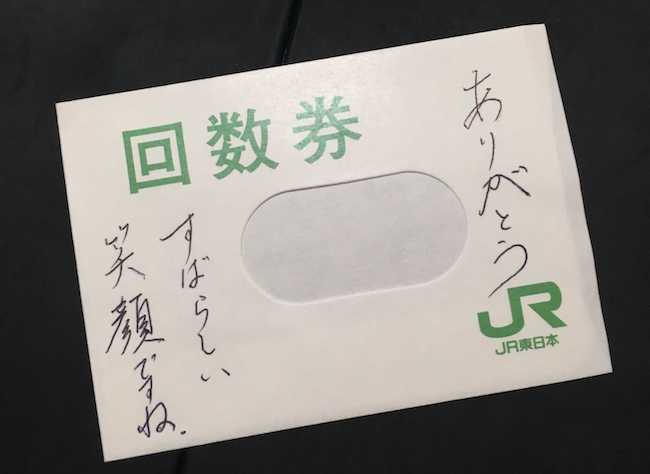 回数券
ありがとう
すばらしい
笑顔ですね.
JR
JR東日本